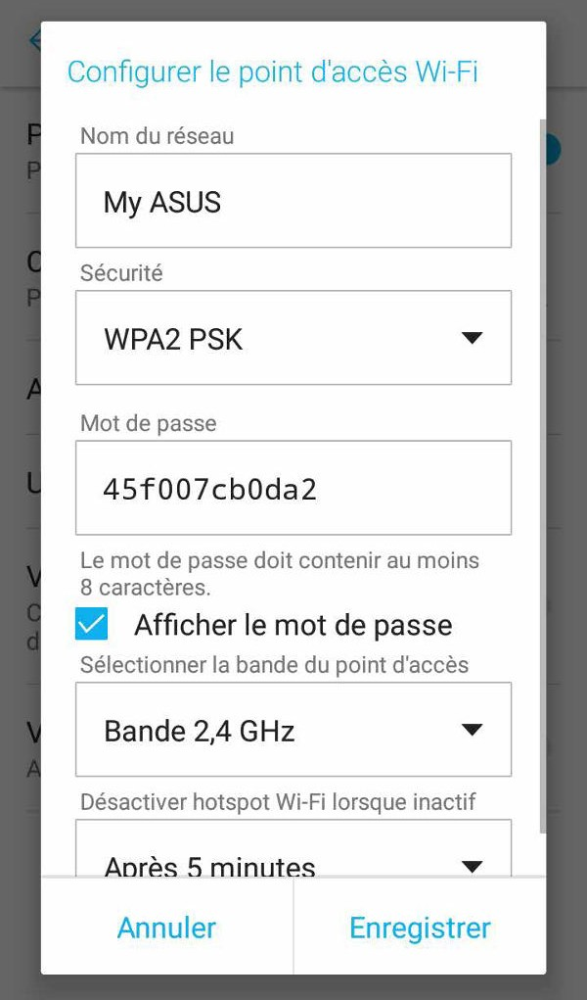 Configurer le point d'accès Wi-Fi
Nom du réseau
My ASUS
Sécurité
WPA2 PSK
Mot de passe
45f007cb0da2
Le mot de passe doit contenir au moins
8 caractères.
Afficher le mot de passe
Sélectionner la bande du point d'accès
Bande 2,4 GHz
Désactiver hotspot Wi-Fi lorsque inactif
Après 5 minutes
Annuler
Enregistrer